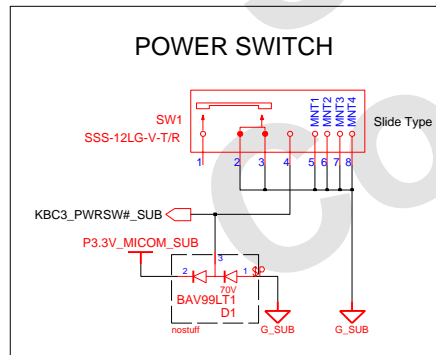 POWER SWITCH
SW1
SSS-12LG-V-T/R
MNT1
MNT2
MNT3
MNT4
Slide Type
1 2 3 4 5 6 7 8
KBC3_PWRSW#_SUB
P3.3V_MICOM_SUB
3
2
1
70V
BAV99LT1
D1
nostuff
G_SUB
G_SUB